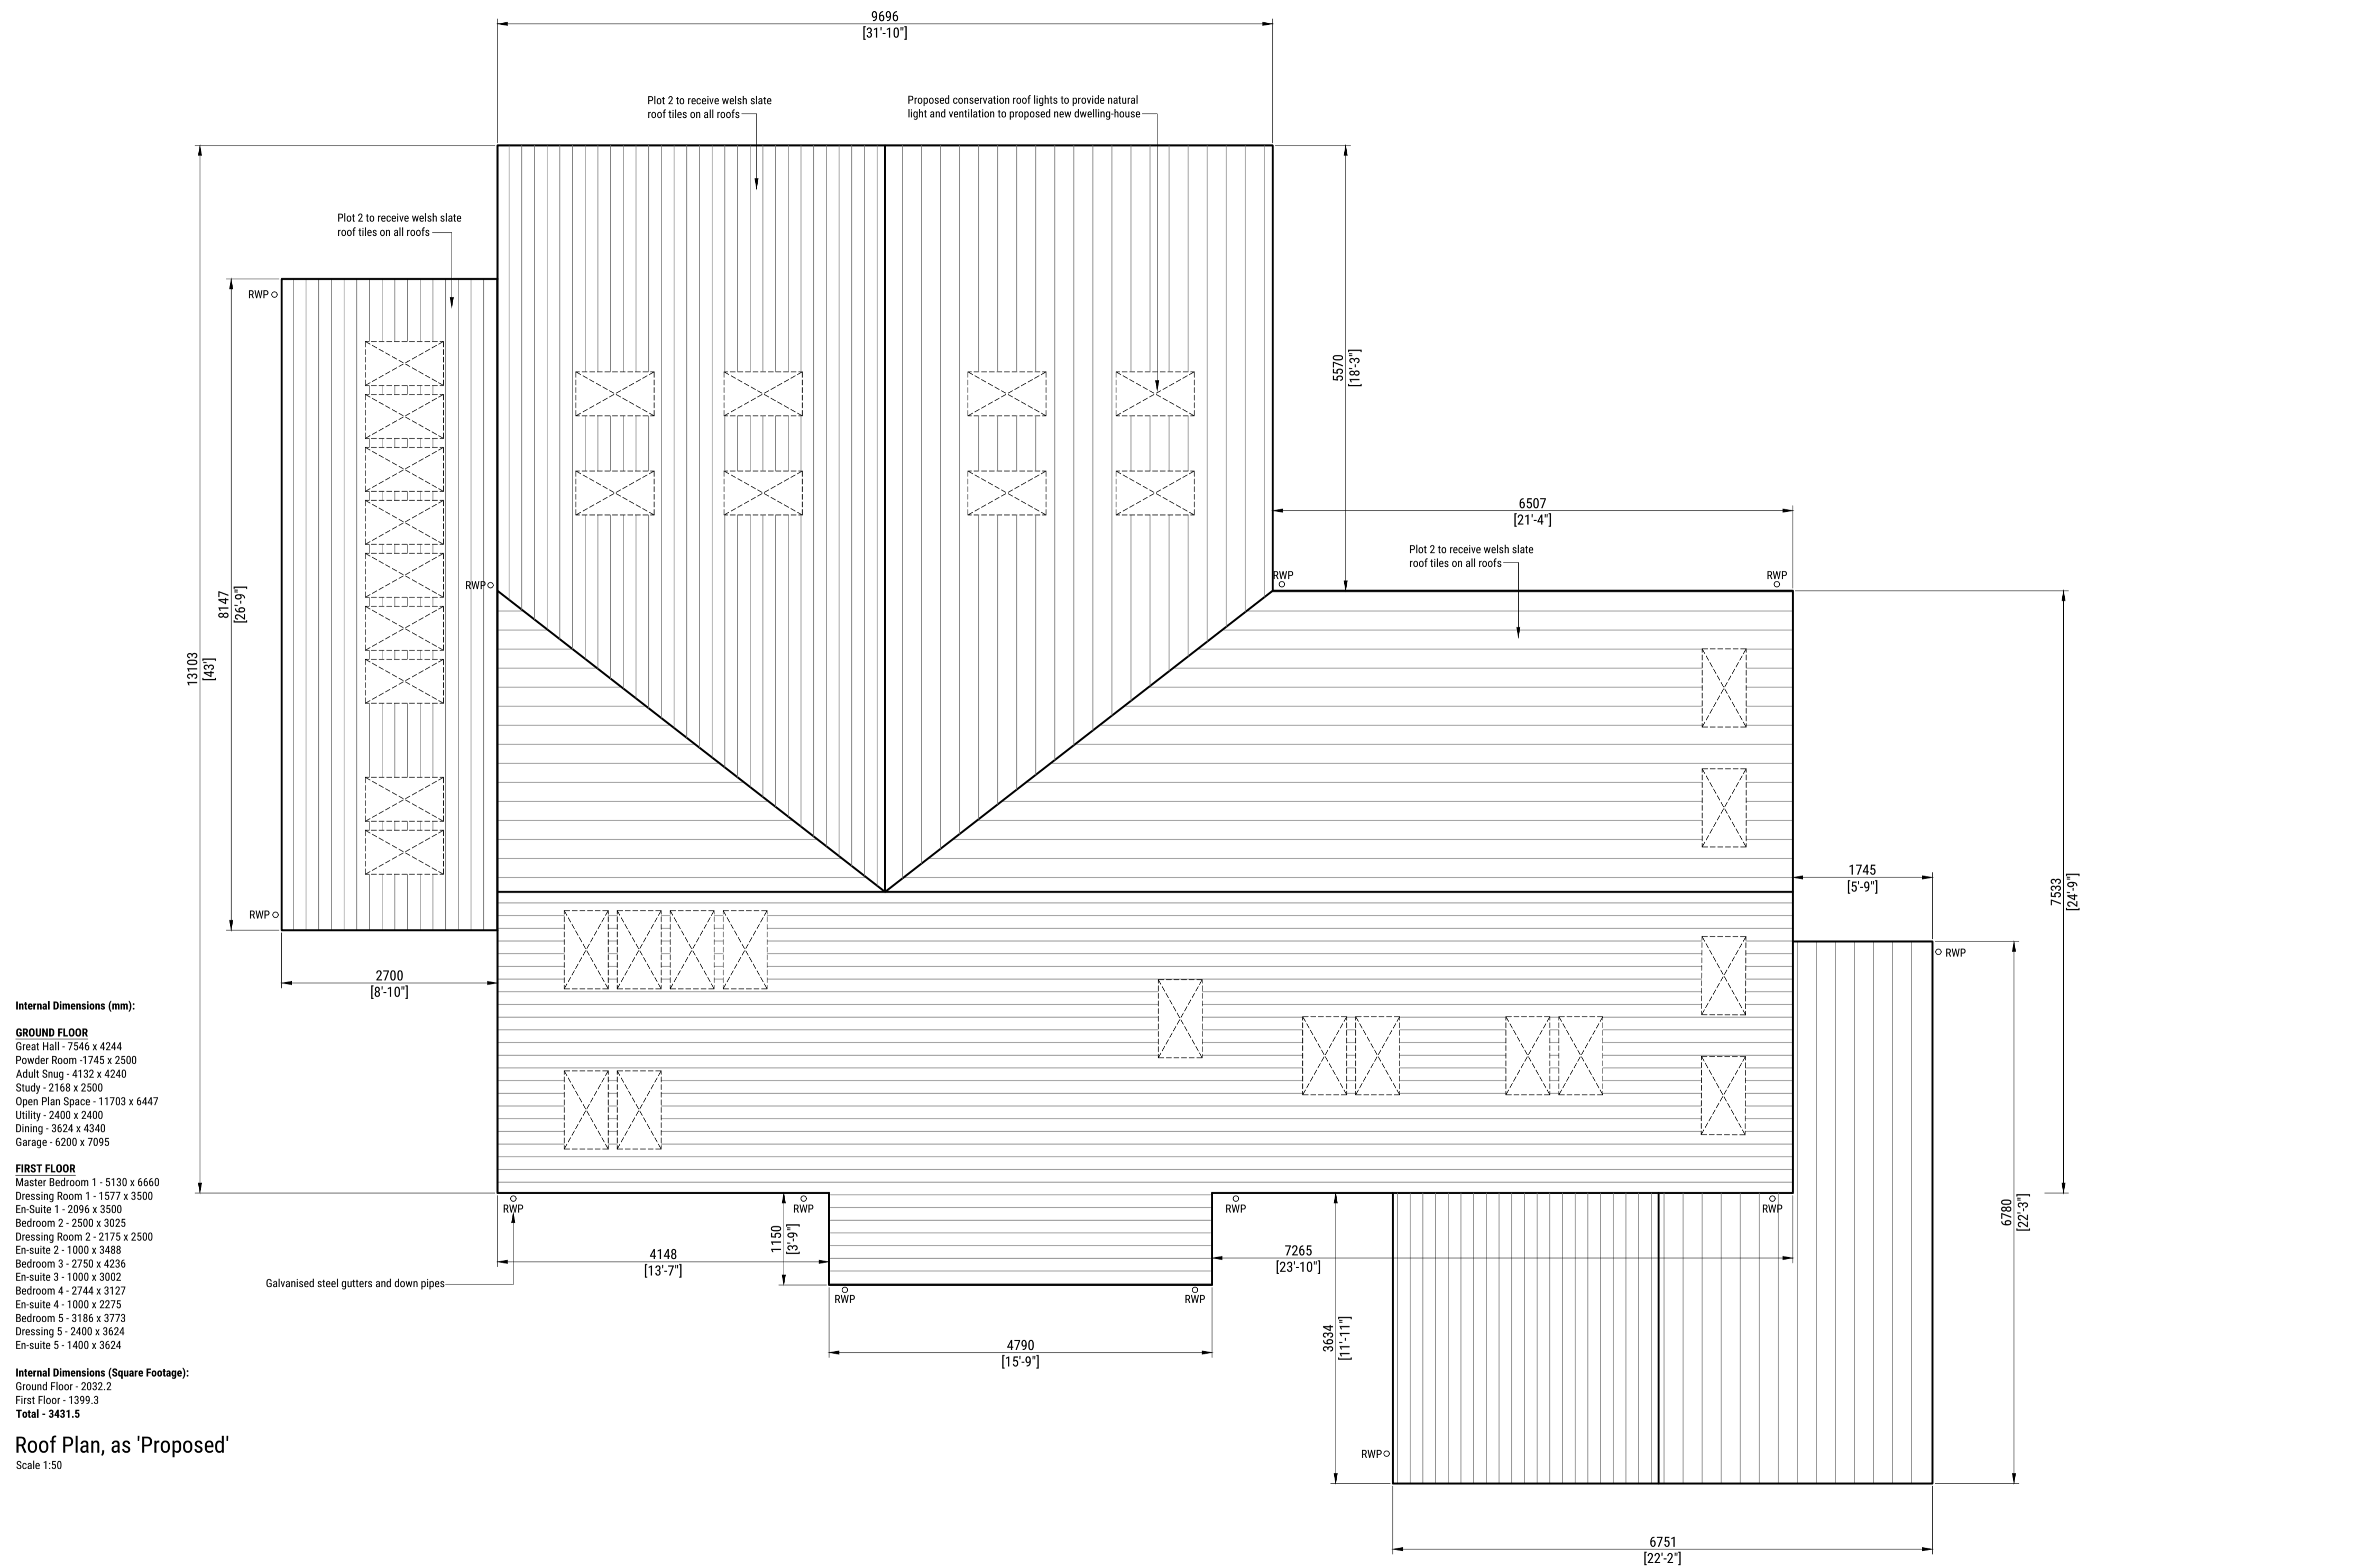 9696
[31'-10"]
Plot 2 to receive welsh slate
roof tiles on all roofs
Proposed conservation roof lights to provide natural
light and ventilation to proposed new dwelling-house
Plot 2 to receive welsh slate
roof tiles on all roofs
RWP
5570
[18'-3"]
6507
[21'-4"]
Plot 2 to receive welsh slate
roof tiles on all roofs
RWP
RWP
RWP
8147
[26'-9"]
13103
[43']
1745
[5'-9"]
7533
[24'-9"]
RWP
RWP
2700
[8'-10"]
Internal Dimensions (mm):
GROUND FLOOR
Great Hall - 7546 x 4244
Powder Room -1745 x 2500
Adult Snug - 4132 x 4240
Study - 2168 x 2500
Open Plan Space - 11703 x 6447
Utility - 2400 x 2400
Dining - 3624 x 4340
Garage - 6200 x 7095
FIRST FLOOR
Master Bedroom 1 - 5130 x 6660
Dressing Room 1 - 1577 x 3500
En-Suite 1 - 2096 x 3500
Bedroom 2 - 2500 x 3025
Dressing Room 2 - 2175 x 2500
En-suite 2 - 1000 x 3488
Bedroom 3 - 2750 x 4236
En-suite 3 - 1000 x 3002
Bedroom 4 - 2744 x 3127
En-suite 4 - 1000 x 2275
Bedroom 5 - 3186 x 3773
Dressing 5 - 2400 x 3624
En-suite 5 - 1400 x 3624
Internal Dimensions (Square Footage):
Ground Floor - 2032.2
First Floor - 1399.3
Total - 3431.5
Roof Plan, as 'Proposed'
Scale 1:50
RWP
RWP
RWP
RWP
1150
[3'-9"]
4148
[13'-7"]
7265
[23'-10"]
6780
[22'-3"]
Galvanised steel gutters and down pipes
RWP
RWP
4790
[15'-9"]
3634
[11'-11"]
RWP
6751
[22'-2"]